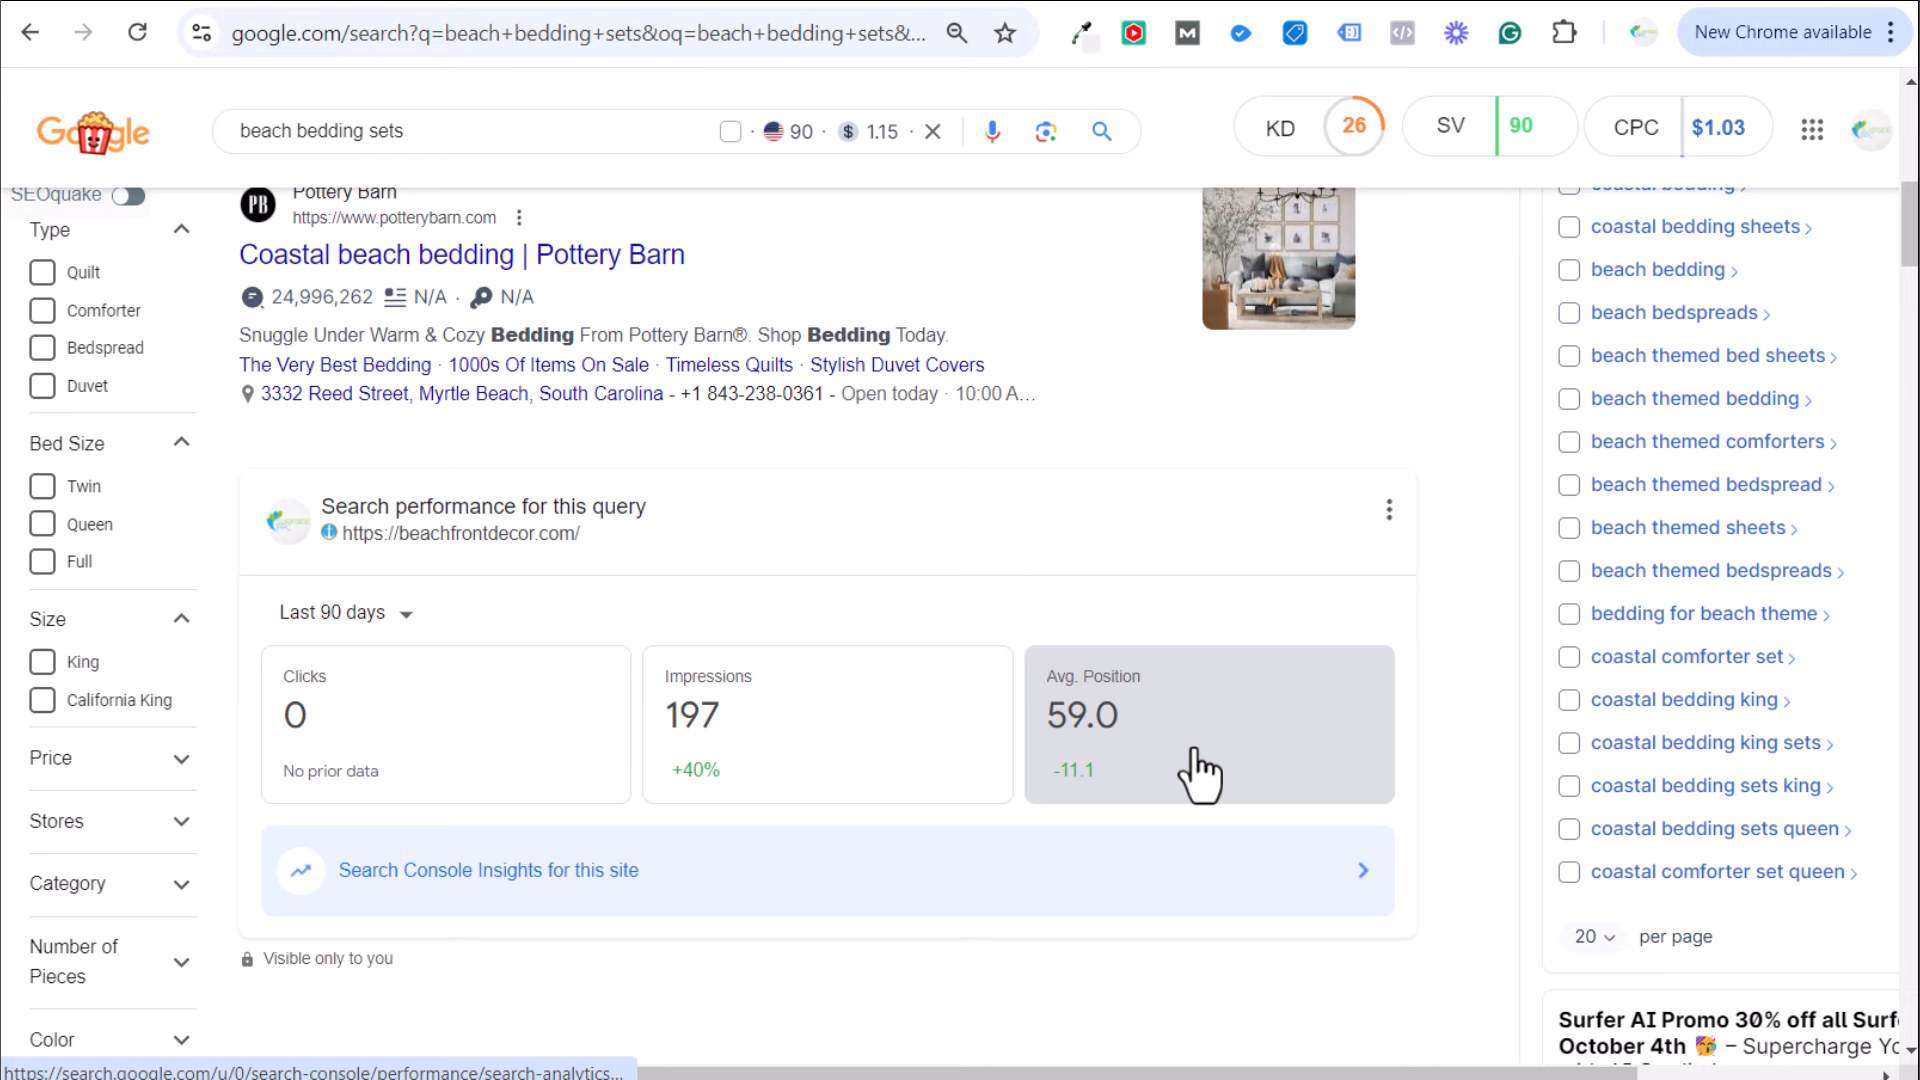 google.com/search?q=beach+bedding+sets&oq=beach+bedding+sets&...
New Chrome available
Google
beach bedding sets
90 · $ 1.15 ·
KD 26
SV 90
CPC $1.03
SEOquake
Type
Quilt
Comforter
Bedspread
Duvet
Bed Size
Twin
Queen
Full
Size
King
California King
Price
Stores
Category
Number of
Pieces
Color
PB
Pottery Barn
https://www.potterybarn.com
Coastal beach bedding | Pottery Barn
24,996,262 N/A · N/A
Snuggle Under Warm & Cozy Bedding From Pottery Barn®. Shop Bedding Today.
The Very Best Bedding · 1000s Of Items On Sale · Timeless Quilts · Stylish Duvet Covers
3332 Reed Street, Myrtle Beach, South Carolina - +1 843-238-0361 - Open today · 10:00 A...
Search performance for this query
https://beachfrontdecor.com/
Last 90 days
Clicks
0
No prior data
Impressions
197
+40%
Avg. Position
59.0
-11.1
Search Console Insights for this site
Visible only to you
coastal bedding
coastal bedding sheets
beach bedding
beach bedspreads
beach themed bed sheets
beach themed bedding
beach themed comforters
beach themed bedspread
beach themed sheets
beach themed bedspreads
bedding for beach theme
coastal comforter set
coastal bedding king
coastal bedding king sets
coastal bedding sets king
coastal bedding sets queen
coastal comforter set queen
20 per page
Surfer AI Promo 30% off all Surf
October 4th – Supercharge Yo
https://search.google.com/u/0/search-console/performance/search-analytics...